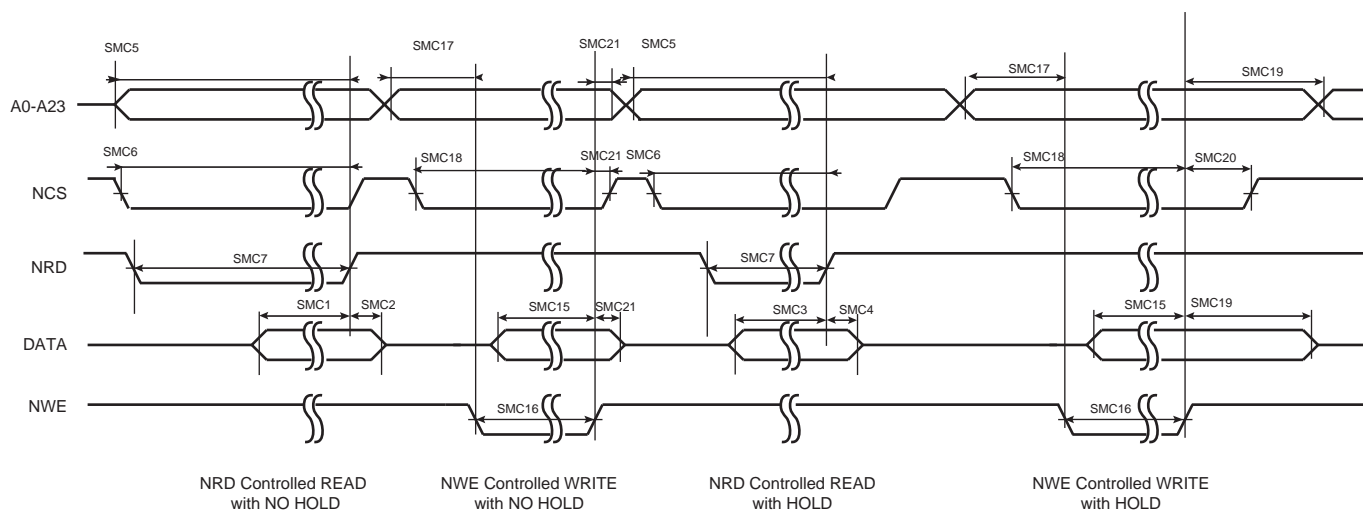 SMC5
SMC17
SMC21
SMC5
SMC17
SMC19
A0-A23
SMC6
SMC18
SMC21
SMC6
SMC18
SMC20
NCS
NRD
SMC7
SMC7
SMC1
SMC2
SMC15
SMC21
SMC3
SMC4
SMC15
SMC19
DATA
NWE
SMC16
SMC16
NRD Controlled READ
with NO HOLD
NWE Controlled WRITE
with NO HOLD
NRD Controlled READ
with HOLD
NWE Controlled WRITE
with HOLD